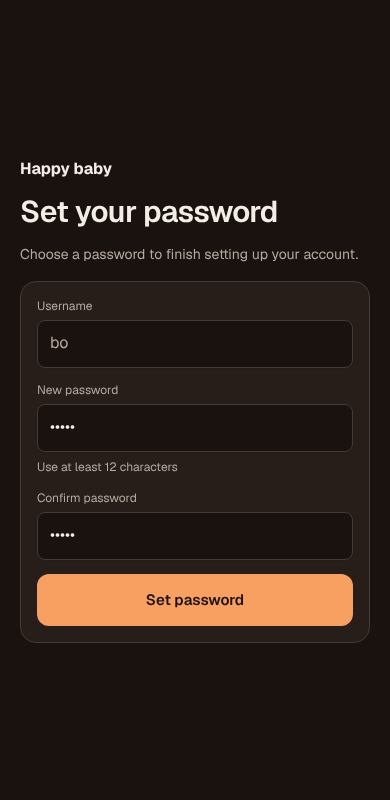 Happy baby
Set your password
Choose a password to finish setting up your account.
Username
bo
New password
•••••
Use at least 12 characters
Confirm password
•••••
Set password